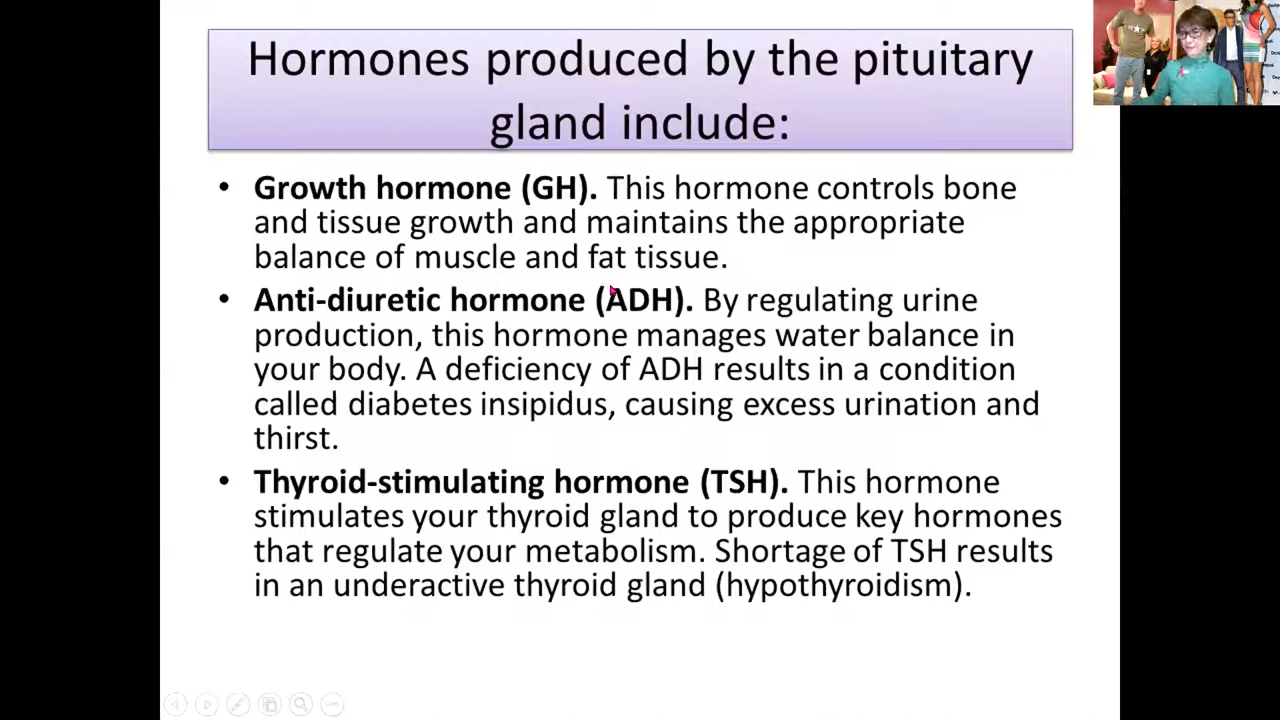 Hormones produced by the pituitary
gland include:
• Growth hormone (GH). This hormone controls bone
and tissue growth and maintains the appropriate
balance of muscle and fat tissue.
• Anti-diuretic hormone (ADH). By regulating urine
production, this hormone manages water balance in
your body. A deficiency of ADH results in a condition
called diabetes insipidus, causing excess urination and
thirst.
• Thyroid-stimulating hormone (TSH). This hormone
stimulates your thyroid gland to produce key hormones
that regulate your metabolism. Shortage of TSH results
in an underactive thyroid gland (hypothyroidism).